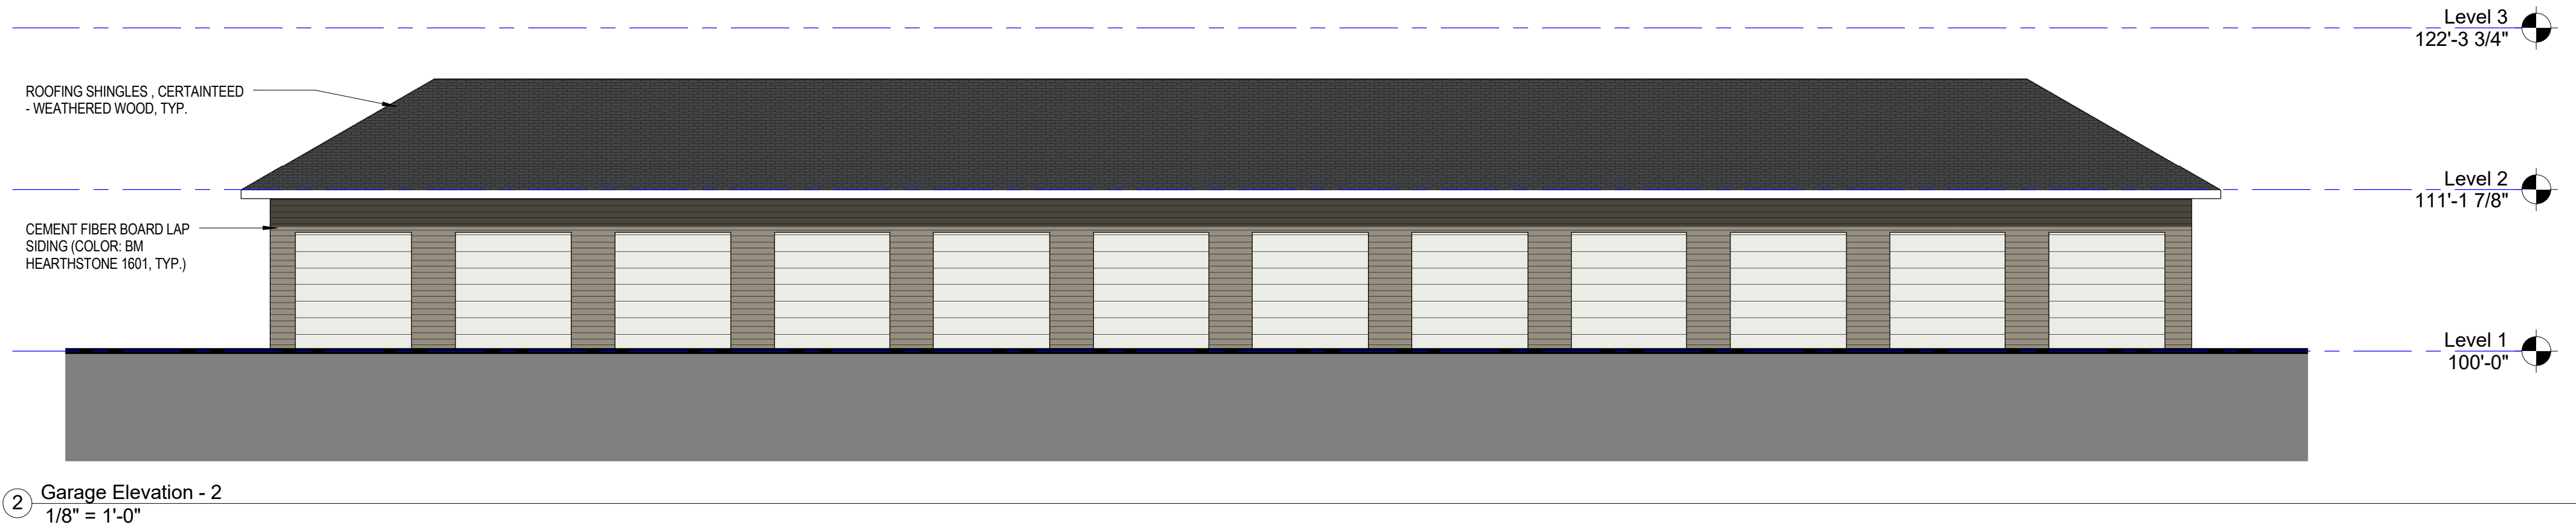 Level 3
122'-3 3/4"
ROOFING SHINGLES , CERTAINTEED
- WEATHERED WOOD, TYP.
Level 2
111'-1 7/8"
CEMENT FIBER BOARD LAP
SIDING (COLOR: BM
HEARTHSTONE 1601, TYP.)
Level 1
100'-0"
2
Garage Elevation - 2
1/8" = 1'-0"